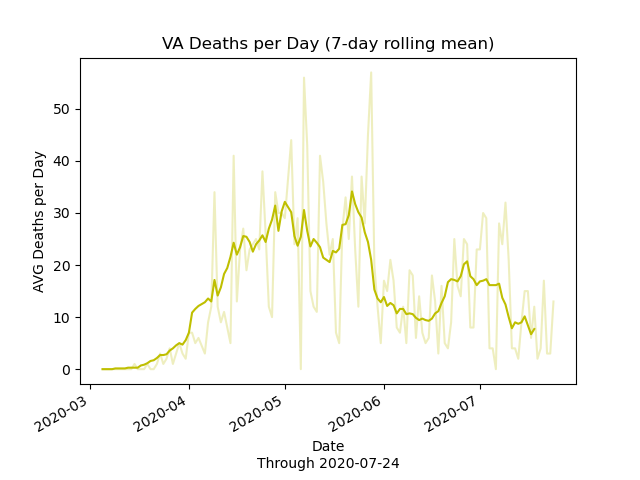 VA Deaths per Day (7-day rolling mean)
AVG Deaths per Day
50
40
30
20
10
0
2020-03
2020-04
2020-05
2020-06
2020-07
Date
Through 2020-07-24